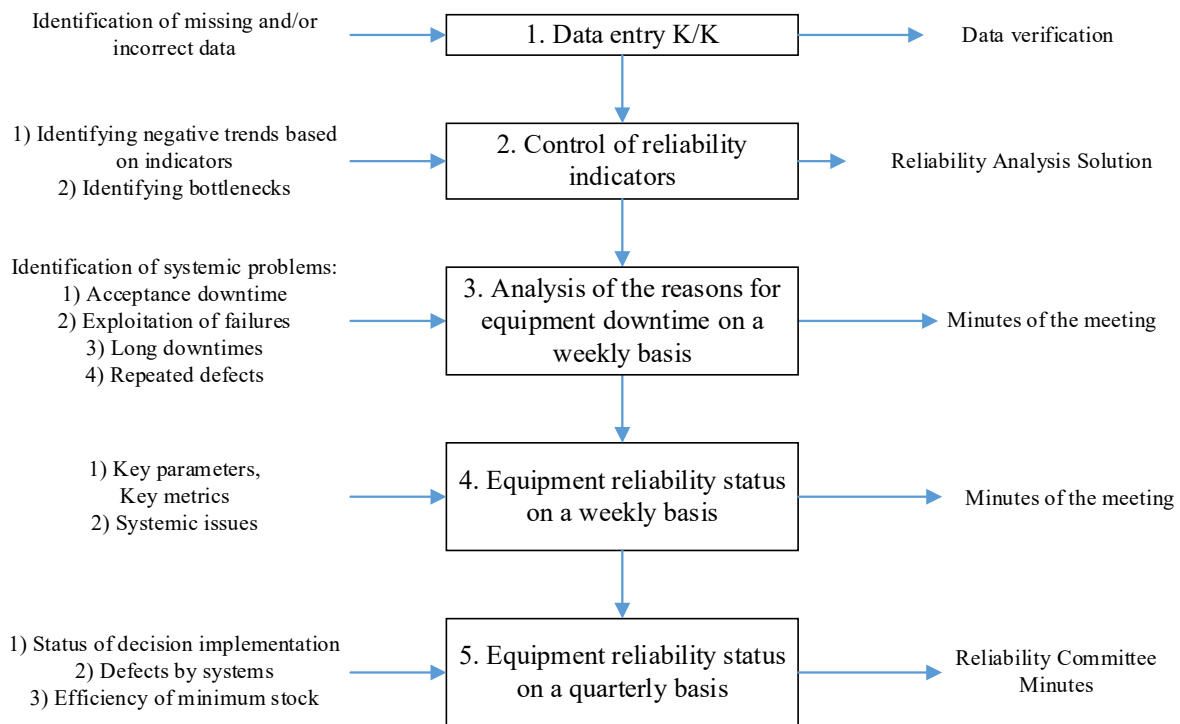 Identification of missing and/or
incorrect data
1. Data entry K/K
Data verification
1) Identifying negative trends based
on indicators
2) Identifying bottlenecks
2. Control of reliability
indicators
Reliability Analysis Solution
Identification of systemic problems:
1) Acceptance downtime
2) Exploitation of failures
3) Long downtimes
4) Repeated defects
3. Analysis of the reasons for
equipment downtime on a
weekly basis
Minutes of the meeting
1) Key parameters,
Key metrics
2) Systemic issues
4. Equipment reliability status
on a weekly basis
Minutes of the meeting
1) Status of decision implementation
2) Defects by systems
3) Efficiency of minimum stock
5. Equipment reliability status
on a quarterly basis
Reliability Committee
Minutes